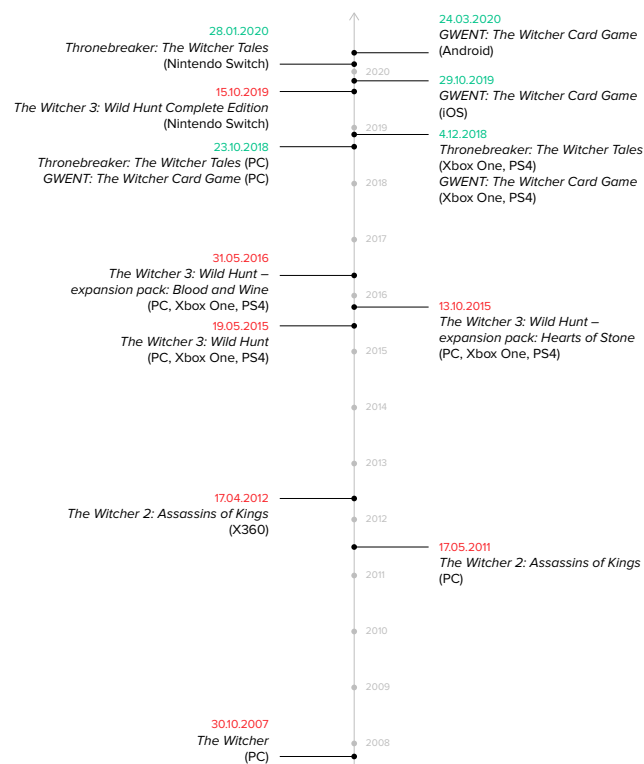 28.01.2020
Thronebreaker: The Witcher Tales
(Nintendo Switch)
24.03.2020
GWENT: The Witcher Card Game
(Android)
2020
15.10.2019
The Witcher 3: Wild Hunt Complete Edition
(Nintendo Switch)
29.10.2019
GWENT: The Witcher Card Game
(iOS)
2019
23.10.2018
Thronebreaker: The Witcher Tales (PC)
GWENT: The Witcher Card Game (PC)
4.12.2018
Thronebreaker: The Witcher Tales
(Xbox One, PS4)
GWENT: The Witcher Card Game
(Xbox One, PS4)
2018
2017
31.05.2016
The Witcher 3: Wild Hunt –
expansion pack: Blood and Wine
(PC, Xbox One, PS4)
2016
13.10.2015
The Witcher 3: Wild Hunt –
expansion pack: Hearts of Stone
(PC, Xbox One, PS4)
19.05.2015
The Witcher 3: Wild Hunt
(PC, Xbox One, PS4)
2015
2014
2013
17.04.2012
The Witcher 2: Assassins of Kings
(X360)
2012
17.05.2011
The Witcher 2: Assassins of Kings
(PC)
2011
2010
2009
30.10.2007
The Witcher
(PC)
2008